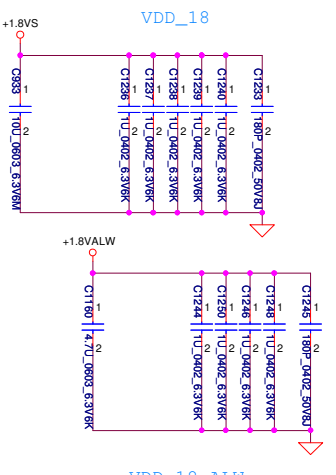 VDD_18
+1.8VS
C933
1
2
10U_0603_6.3V6M
C1236
1
2
1U_0402_6.3V6K
C1237
1
2
1U_0402_6.3V6K
C1238
1
2
1U_0402_6.3V6K
C1239
1
2
1U_0402_6.3V6K
C1240
1
2
1U_0402_6.3V6K
C1233
1
2
180P_0402_50V8J
+1.8VALW
C1160
1
2
4.7U_0603_6.3V6K
C1244
1
2
1U_0402_6.3V6K
C1250
1
2
1U_0402_6.3V6K
C1246
1
2
1U_0402_6.3V6K
C1248
1
2
1U_0402_6.3V6K
C1245
1
2
180P_0402_50V8J
VDD_18_ALW